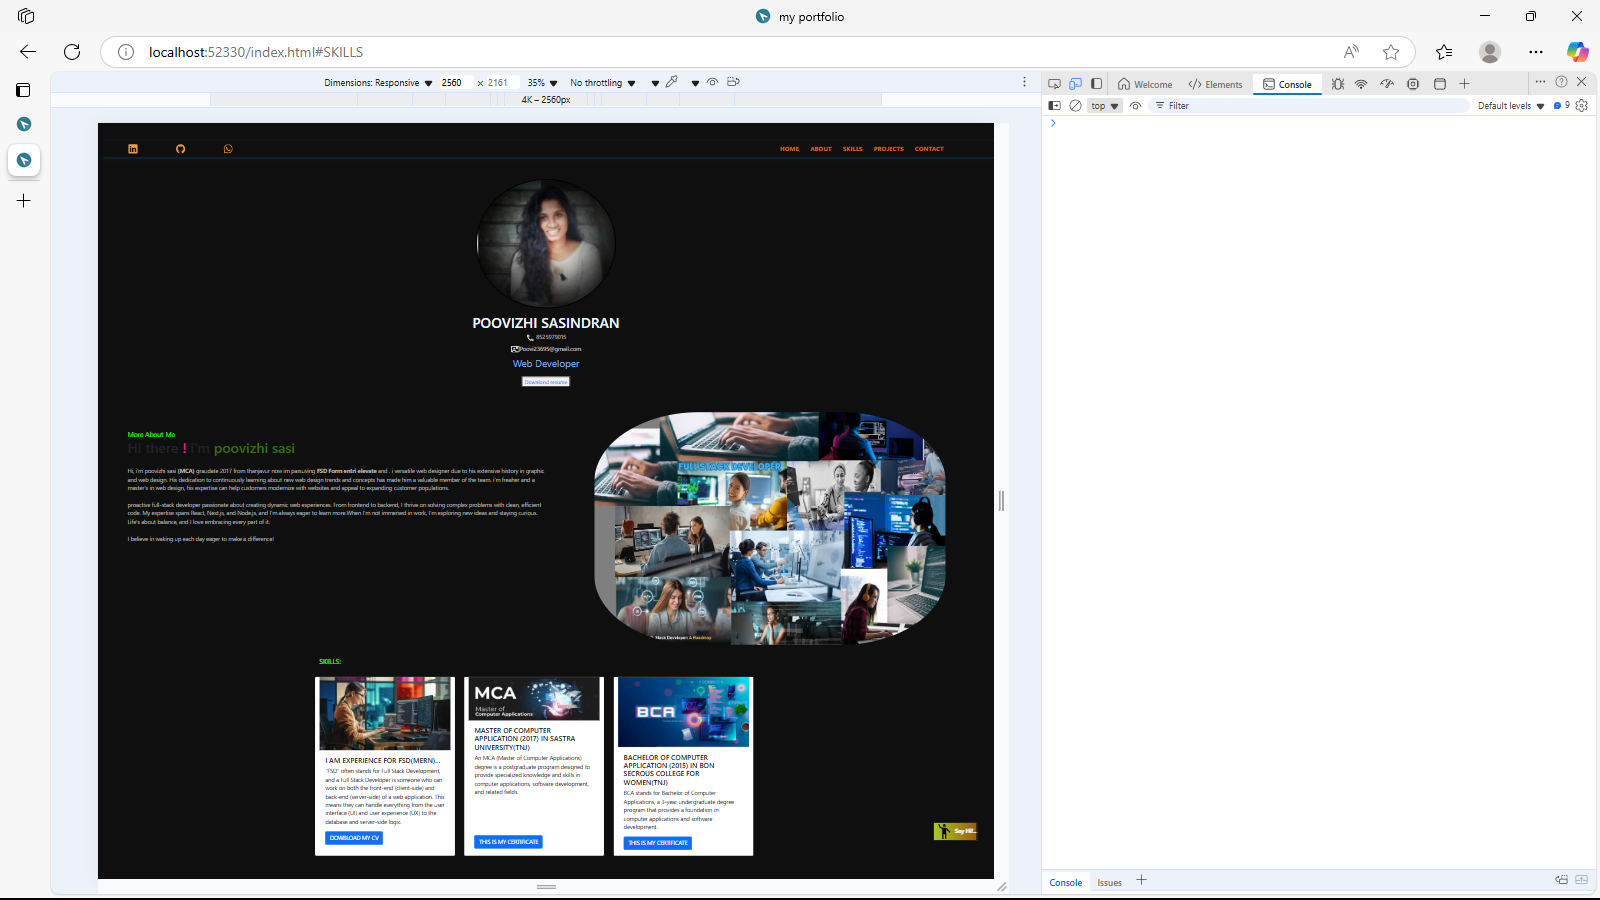 my portfolio
localhost:52330/index.html#SKILLS
Dimensions: Responsive 2560 × 2161 35% No throttling
4K – 2560px
Welcome Elements Console
top Filter Default levels 9
HOME ABOUT SKILLS PROJECTS CONTACT
POOVIZHI SASINDRAN
8525979015
Poovi23695@gmail.com
Web Developer
Download resume
More About Me
Hi there ! I'm poovizhi sasi
Hi, i'm poovizhi sasi (MCA) graudate 2017 from thanjavur now im parsuving FSD Form entri elevate and . i versatile web designer due to his extensive history in graphic
and web design. His dedication to continuously learning about new web design trends and concepts has made him a valuable member of the team. i'm freaher and a
master's in web design, his expertise can help customers modernize with websites and appeal to expanding customer populations.
proactive full-stack developer passionate about creating dynamic web experiences. From frontend to backend, I thrive on solving complex problems with clean, efficient
code. My expertise spans React, Next.js, and Node.js, and I'm always eager to learn more.When I'm not immersed in work, I'm exploring new ideas and staying curious.
Life's about balance, and I love embracing every part of it.
I believe in waking up each day eager to make a difference!
FULL STACK DEVELOPER
Stack Developer: A Roadmap
SKILLS:
I AM EXPERIENCE FOR FSD(MERN)...
"FSD" often stands for Full Stack Development,
and a Full Stack Developer is someone who can
work on both the front-end (client-side) and
back-end (server-side) of a web application. This
means they can handle everything from the user
interface (UI) and user experience (UX) to the
database and server-side logic.
DOWBLOAD MY CV
MCA
Master of
Computer Applications
MASTER OF COMPUTER
APPLICATION (2017) IN SASTRA
UNIVERSITY(TNJ)
An MCA (Master of Computer Applications)
degree is a postgraduate program designed to
provide specialized knowledge and skills in
computer applications, software development,
and related fields.
THIS IS MY CERTIFICATE
BCA
BACHELOR OF COMPUTER
APPLICATION (2015) IN BON
SECROUS COLLEGE FOR
WOMEN(TNJ)
BCA stands for Bachelor of Computer
Applications, a 3-year undergraduate degree
program that provides a foundation in
computer applications and software
development.
THIS IS MY CERTIFICATE
Say Hi!...
Console Issues